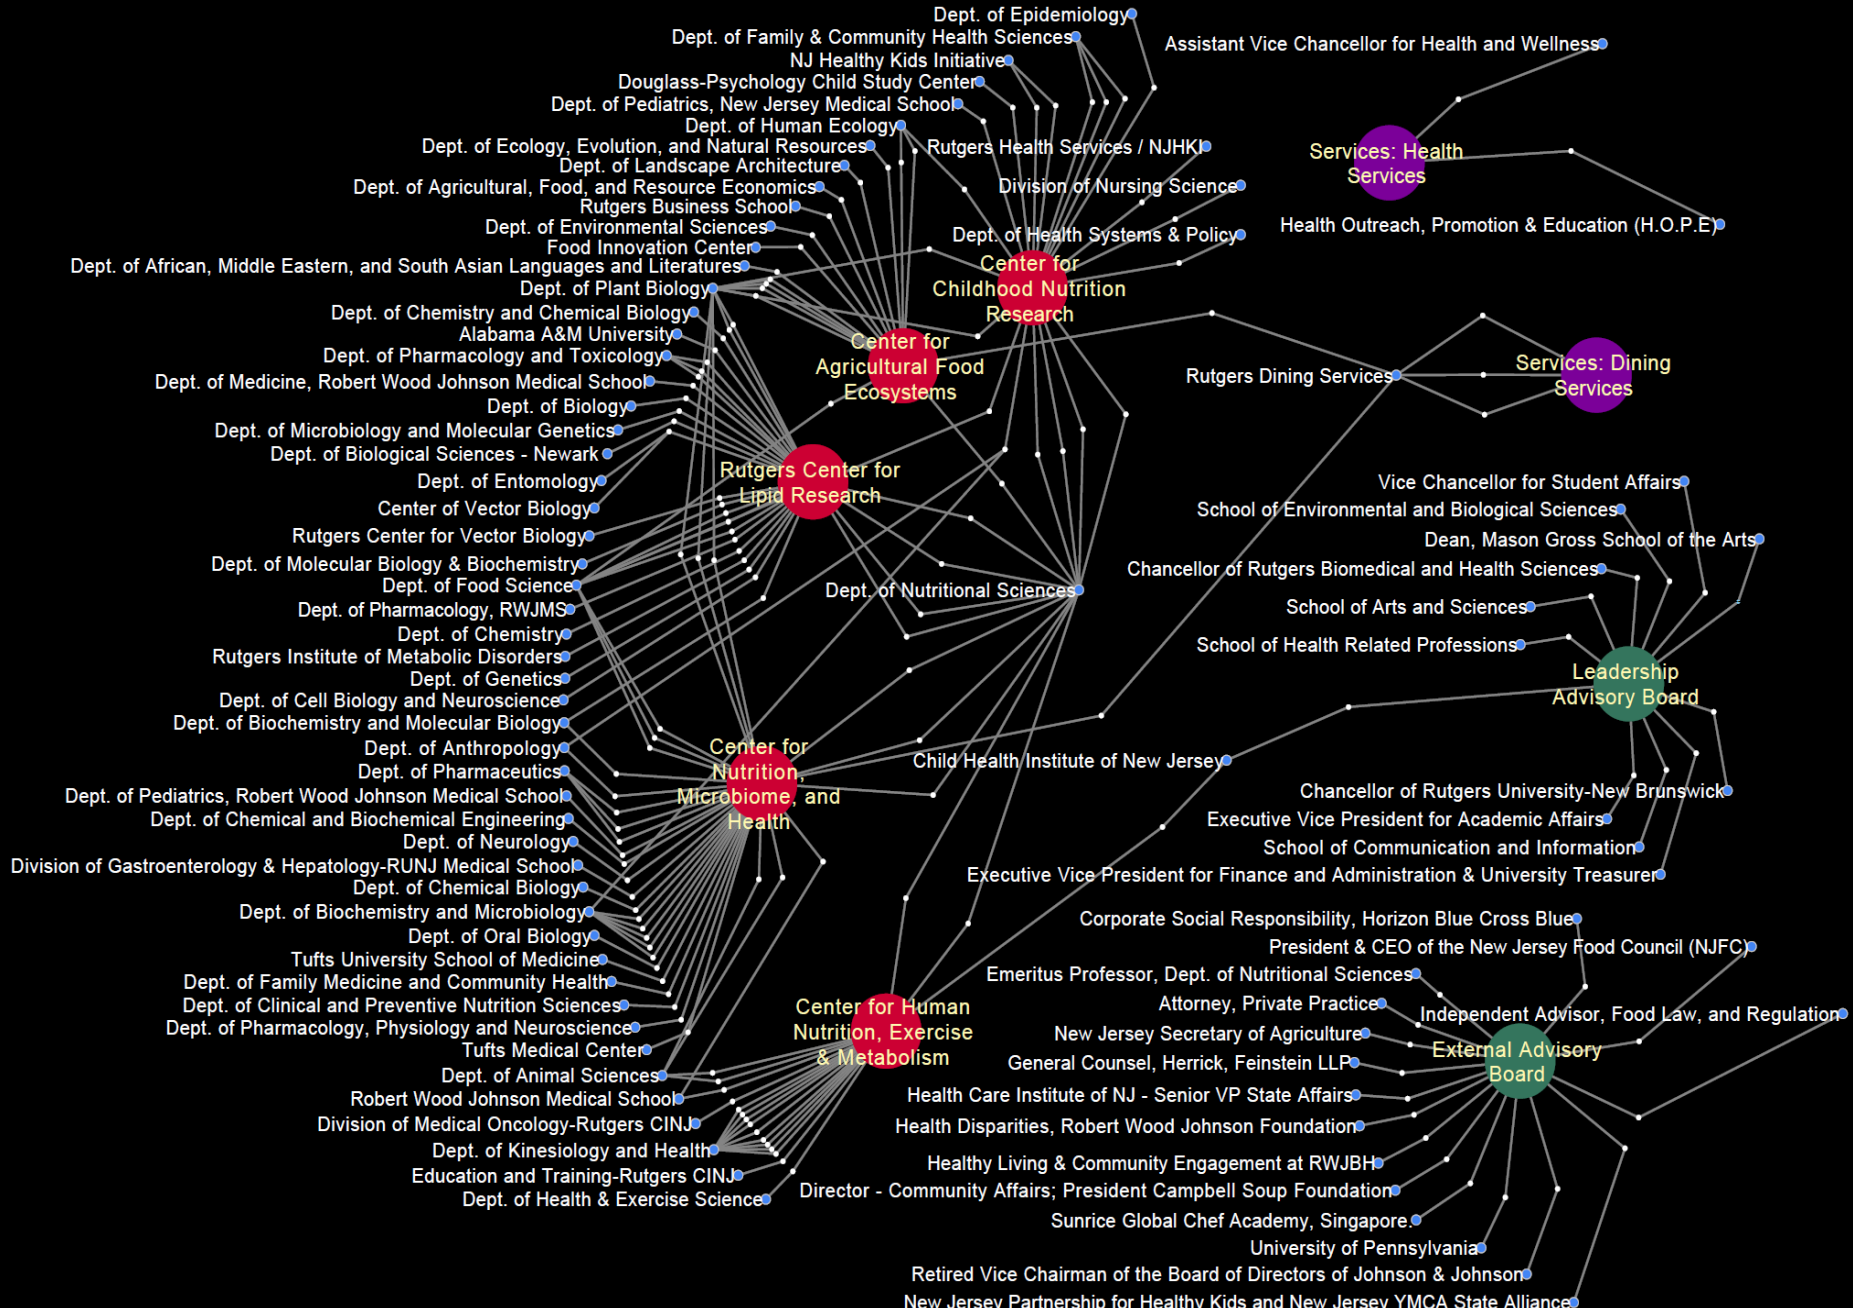 Dept. of Epidemiology
Dept. of Family & Community Health Sciences
Assistant Vice Chancellor for Health and Wellness
NJ Healthy Kids Initiative
Douglass-Psychology Child Study Center
Dept. of Pediatrics, New Jersey Medical School
Dept. of Human Ecology
Dept. of Ecology, Evolution, and Natural Resources
Rutgers Health Services / NJHKI
Services: Health
Services
Dept. of Landscape Architecture
Dept. of Agricultural, Food, and Resource Economics
Division of Nursing Science
Rutgers Business School
Dept. of Environmental Sciences
Health Outreach, Promotion & Education (H.O.P.E)
Dept. of Health Systems & Policy
Food Innovation Center
Dept. of African, Middle Eastern, and South Asian Languages and Literatures
Center for
Childhood Nutrition
Research
Dept. of Plant Biology
Dept. of Chemistry and Chemical Biology
Alabama A&M University
Center for
Agricultural Food
Ecosystems
Dept. of Pharmacology and Toxicology
Services: Dining
Services
Rutgers Dining Services
Dept. of Medicine, Robert Wood Johnson Medical School
Dept. of Biology
Dept. of Microbiology and Molecular Genetics
Dept. of Biological Sciences - Newark
Rutgers Center for
Lipid Research
Dept. of Entomology
Vice Chancellor for Student Affairs
Center of Vector Biology
School of Environmental and Biological Sciences
Rutgers Center for Vector Biology
Dean, Mason Gross School of the Arts
Dept. of Molecular Biology & Biochemistry
Chancellor of Rutgers Biomedical and Health Sciences
Dept. of Food Science
Dept. of Nutritional Sciences
Dept. of Pharmacology, RWJMS
School of Arts and Sciences
Dept. of Chemistry
School of Health Related Professions
Rutgers Institute of Metabolic Disorders
Dept. of Genetics
Leadership
Advisory Board
Dept. of Cell Biology and Neuroscience
Dept. of Biochemistry and Molecular Biology
Dept. of Anthropology
Center for
Nutrition,
Microbiome, and
Health
Child Health Institute of New Jersey
Dept. of Pharmaceutics
Dept. of Pediatrics, Robert Wood Johnson Medical School
Chancellor of Rutgers University-New Brunswick
Dept. of Chemical and Biochemical Engineering
Executive Vice President for Academic Affairs
Dept. of Neurology
School of Communication and Information
Division of Gastroenterology & Hepatology-RUNJ Medical School
Executive Vice President for Finance and Administration & University Treasurer
Dept. of Chemical Biology
Dept. of Biochemistry and Microbiology
Corporate Social Responsibility, Horizon Blue Cross Blue
Dept. of Oral Biology
President & CEO of the New Jersey Food Council (NJFC)
Tufts University School of Medicine
Emeritus Professor, Dept. of Nutritional Sciences
Dept. of Family Medicine and Community Health
Dept. of Clinical and Preventive Nutrition Sciences
Attorney, Private Practice
Center for Human
Nutrition, Exercise
& Metabolism
Independent Advisor, Food Law, and Regulation
Dept. of Pharmacology, Physiology and Neuroscience
New Jersey Secretary of Agriculture
Tufts Medical Center
External Advisory
Board
General Counsel, Herrick, Feinstein LLP
Dept. of Animal Sciences
Robert Wood Johnson Medical School
Health Care Institute of NJ - Senior VP State Affairs
Division of Medical Oncology-Rutgers CINJ
Health Disparities, Robert Wood Johnson Foundation
Dept. of Kinesiology and Health
Healthy Living & Community Engagement at RWJBH
Education and Training-Rutgers CINJ
Director - Community Affairs; President Campbell Soup Foundation
Dept. of Health & Exercise Science
Sunrice Global Chef Academy, Singapore.
University of Pennsylvania
Retired Vice Chairman of the Board of Directors of Johnson & Johnson
New Jersey Partnership for Healthy Kids and New Jersey YMCA State Alliance